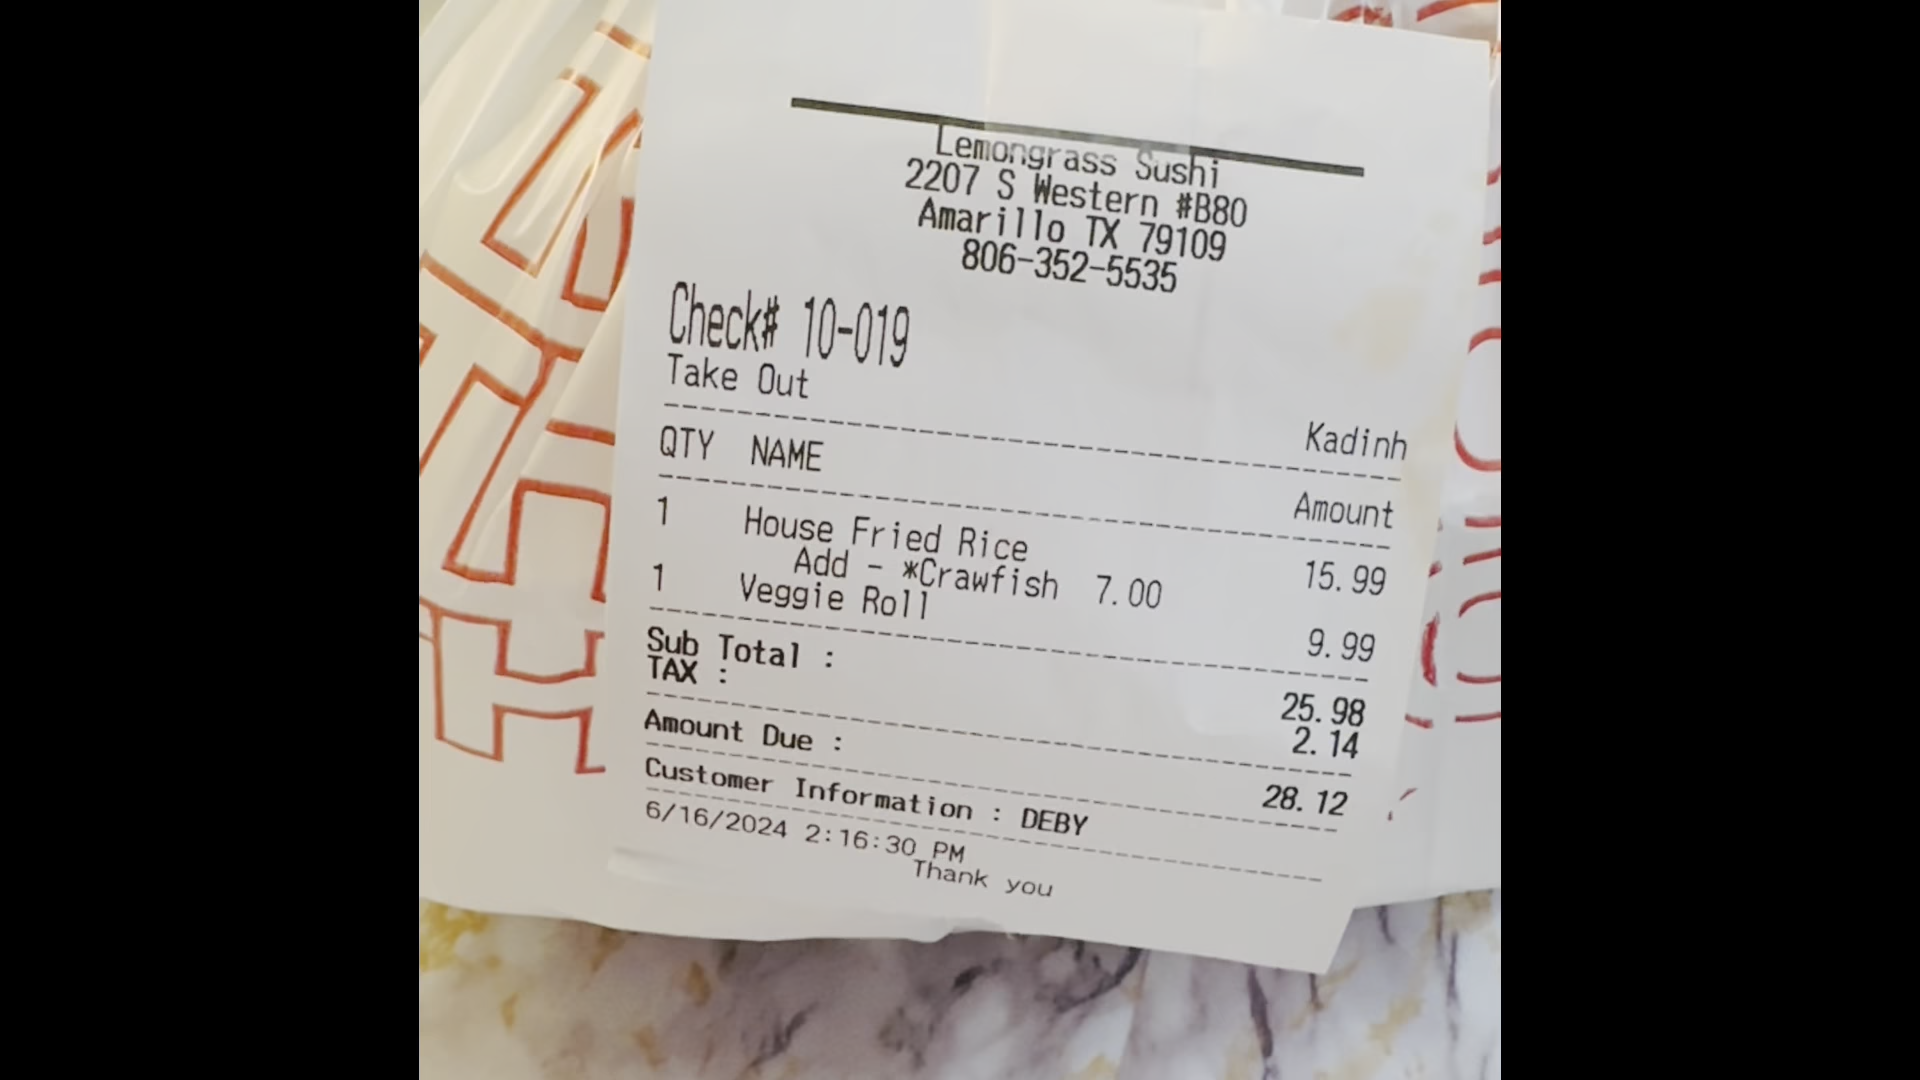 Lemongrass Sushi
2207 S Western #B80
Amarillo TX 79109
806-352-5535
Check# 10-019
Take Out Kadinh
QTY NAME Amount
1 House Fried Rice 15.99
Add - *Crawfish 7.00
1 Veggie Roll 9.99
Sub Total : 25.98
TAX : 2.14
Amount Due : 28.12
Customer Information : DEBY
6/16/2024 2:16:30 PM
Thank you